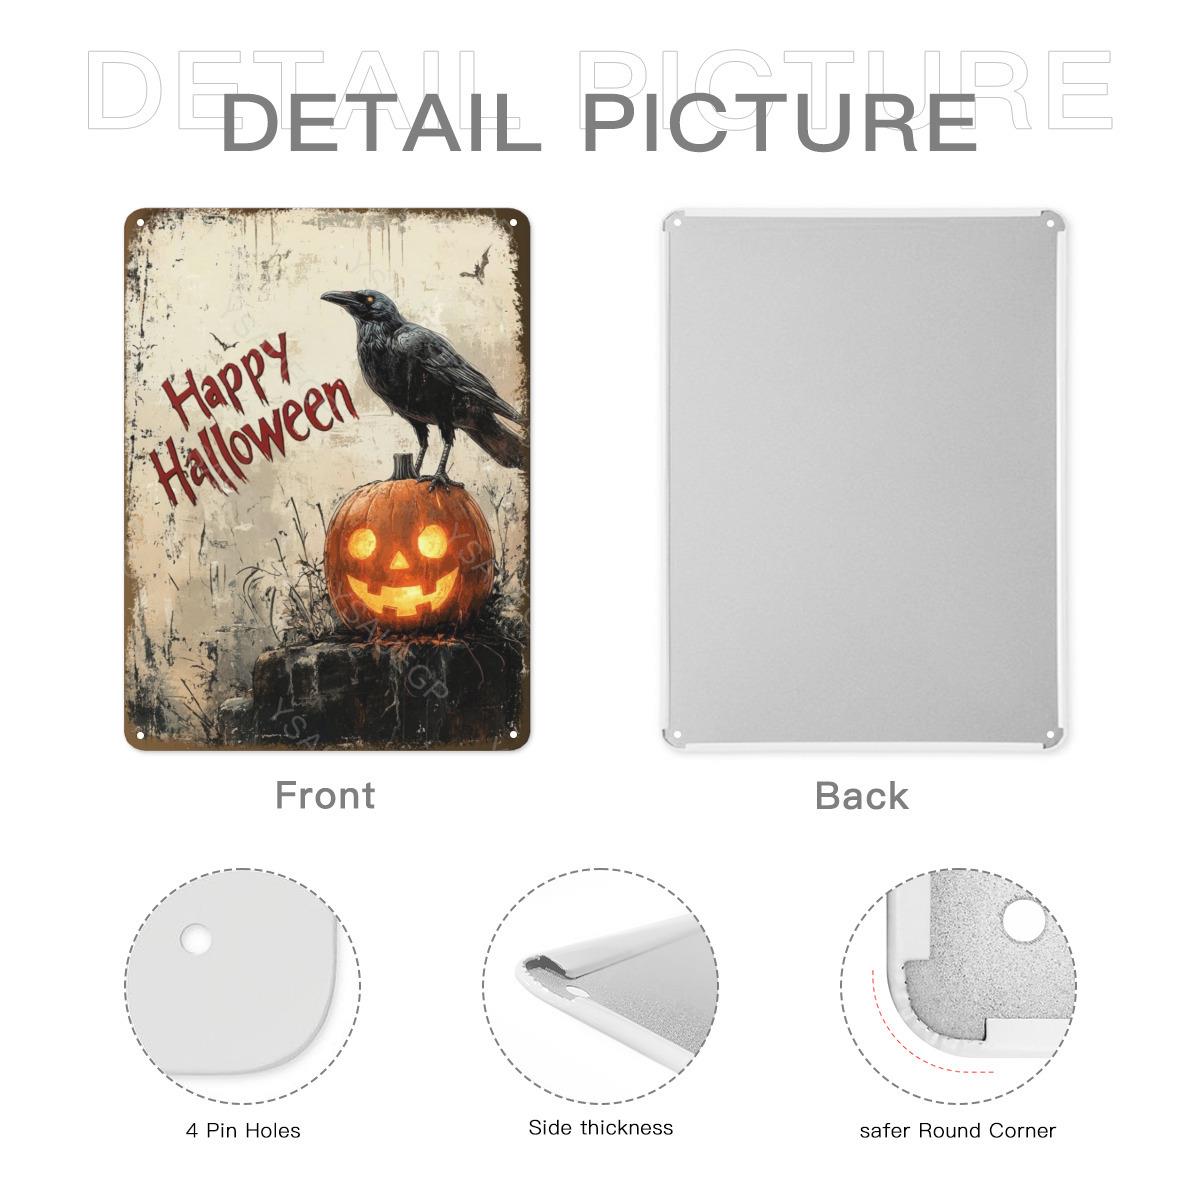 DETAIL PICTURE
DETAIL PICTURE
Happy
Halloween
Front
Back
4 Pin Holes
Side thickness
safer Round Corner